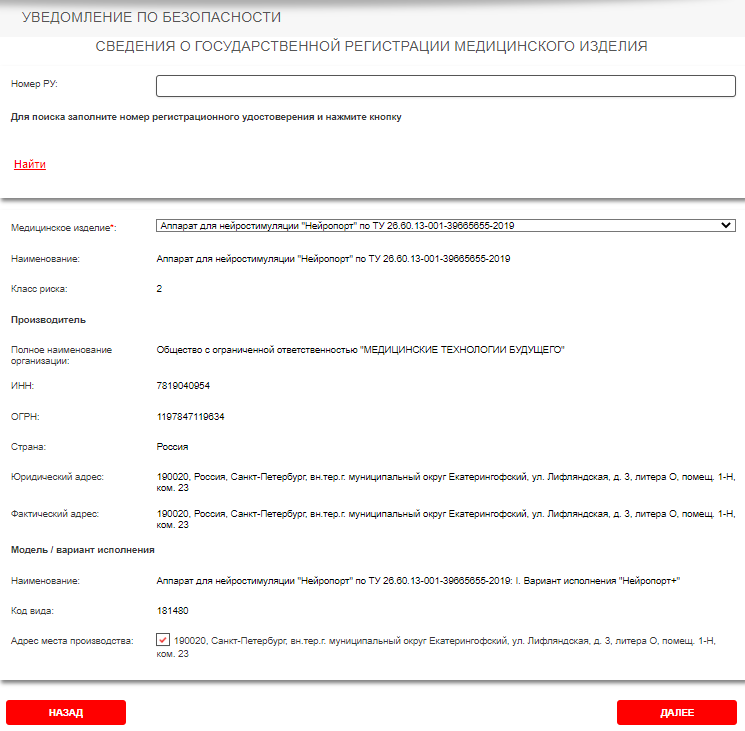 УВЕДОМЛЕНИЕ ПО БЕЗОПАСНОСТИ
СВЕДЕНИЯ О ГОСУДАРСТВЕННОЙ РЕГИСТРАЦИИ МЕДИЦИНСКОГО ИЗДЕЛИЯ
Номер РУ:
Для поиска заполните номер регистрационного удостоверения и нажмите кнопку
Найти
Медицинское изделие*: Аппарат для нейростимуляции "Нейропорт" по ТУ 26.60.13-001-39665655-2019
Наименование: Аппарат для нейростимуляции "Нейропорт" по ТУ 26.60.13-001-39665655-2019
Класс риска: 2
Производитель
Полное наименование Общество с ограниченной ответственностью "МЕДИЦИНСКИЕ ТЕХНОЛОГИИ БУДУЩЕГО"
организации:
ИНН: 7819040954
ОГРН: 1197847119634
Страна: Россия
Юридический адрес: 190020, Россия, Санкт-Петербург, вн.тер.г. муниципальный округ Екатерингофский, ул. Лифляндская, д. 3, литера О, помещ. 1-Н,
ком. 23
Фактический адрес: 190020, Россия, Санкт-Петербург, вн.тер.г. муниципальный округ Екатерингофский, ул. Лифляндская, д. 3, литера О, помещ. 1-Н,
ком. 23
Модель / вариант исполнения
Наименование: Аппарат для нейростимуляции "Нейропорт" по ТУ 26.60.13-001-39665655-2019: I. Вариант исполнения "Нейропорт+"
Код вида: 181480
Адрес места производства: 190020, Санкт-Петербург, вн.тер.г. муниципальный округ Екатерингофский, ул. Лифляндская, д. 3, литера О, помещ. 1-Н,
ком. 23
НАЗАД ДАЛЕЕ